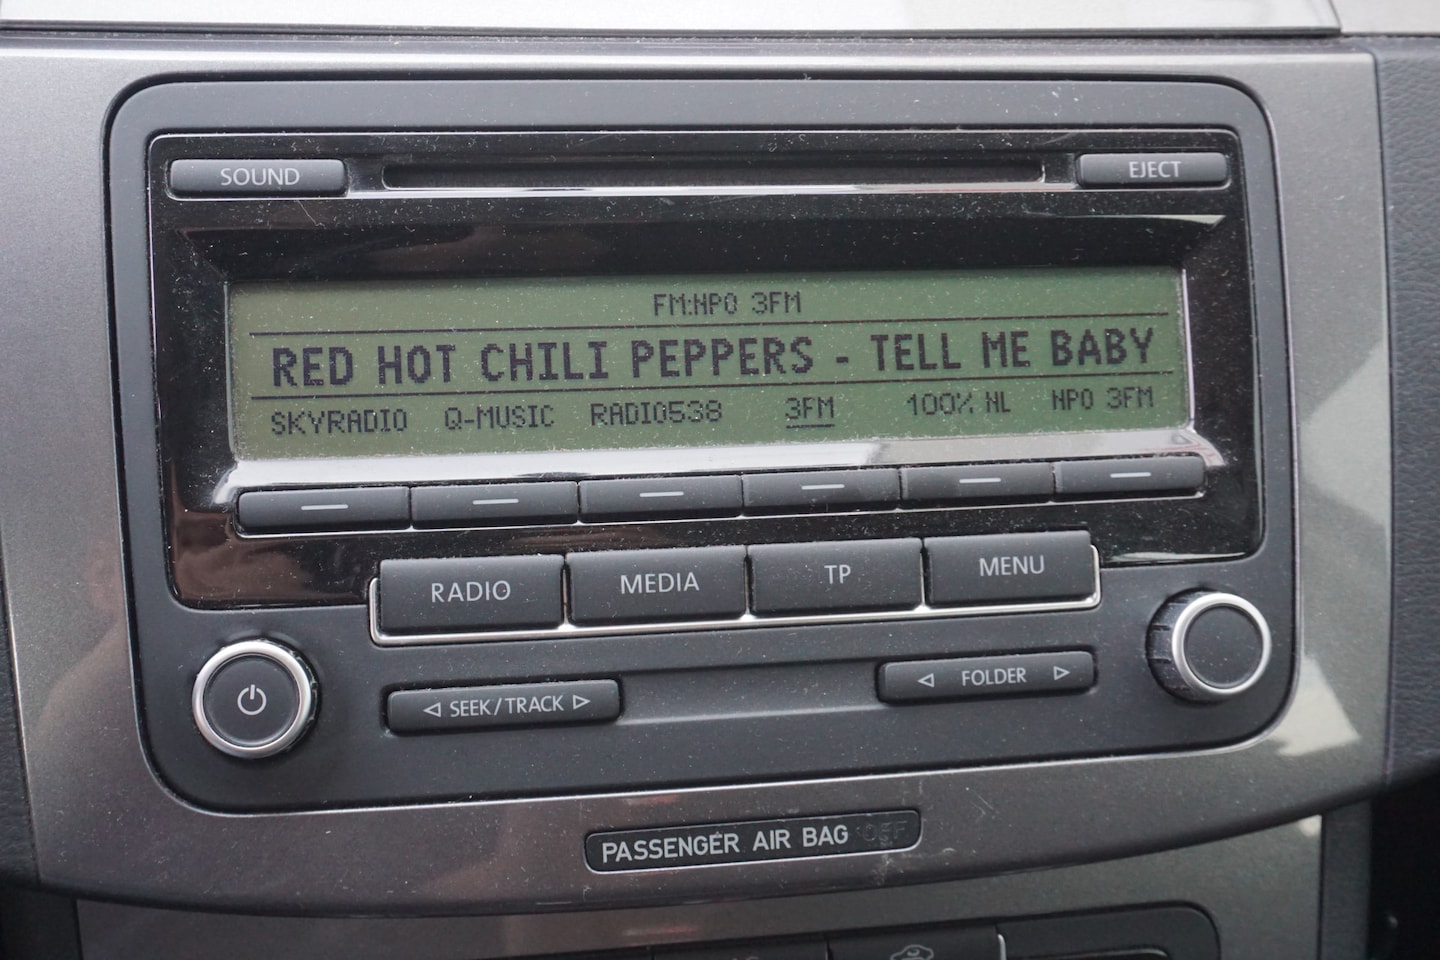 SOUND
EJECT
FM:NPO 3FM
RED HOT CHILI PEPPERS - TELL ME BABY
SKYRADIO Q-MUSIC RADIO538 3FM 100% NL NPO 3FM
RADIO MEDIA TP MENU
SEEK/TRACK
FOLDER
PASSENGER AIR BAG OFF